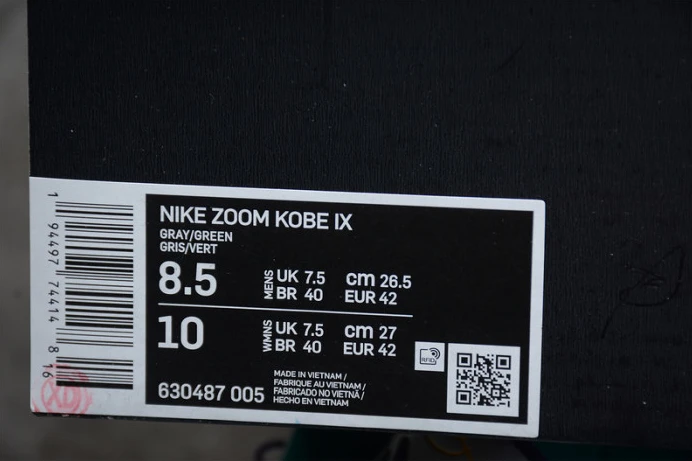 1 94497 74414 8 16
NIKE ZOOM KOBE IX
GRAY/GREEN
GRIS/VERT
8.5 MENS UK 7.5 cm 26.5
BR 40 EUR 42
10 WMNS UK 7.5 cm 27
BR 40 EUR 42
630487 005
MADE IN VIETNAM /
FABRIQUE AU VIETNAM /
FABRICADO NO VIETNÃ /
HECHO EN VIETNAM
RFID